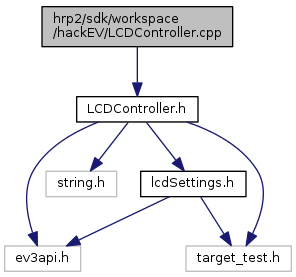 hrp2/sdk/workspace
/hackEV/LCDController.cpp
LCDController.h
string.h
lcdSettings.h
ev3api.h
target_test.h